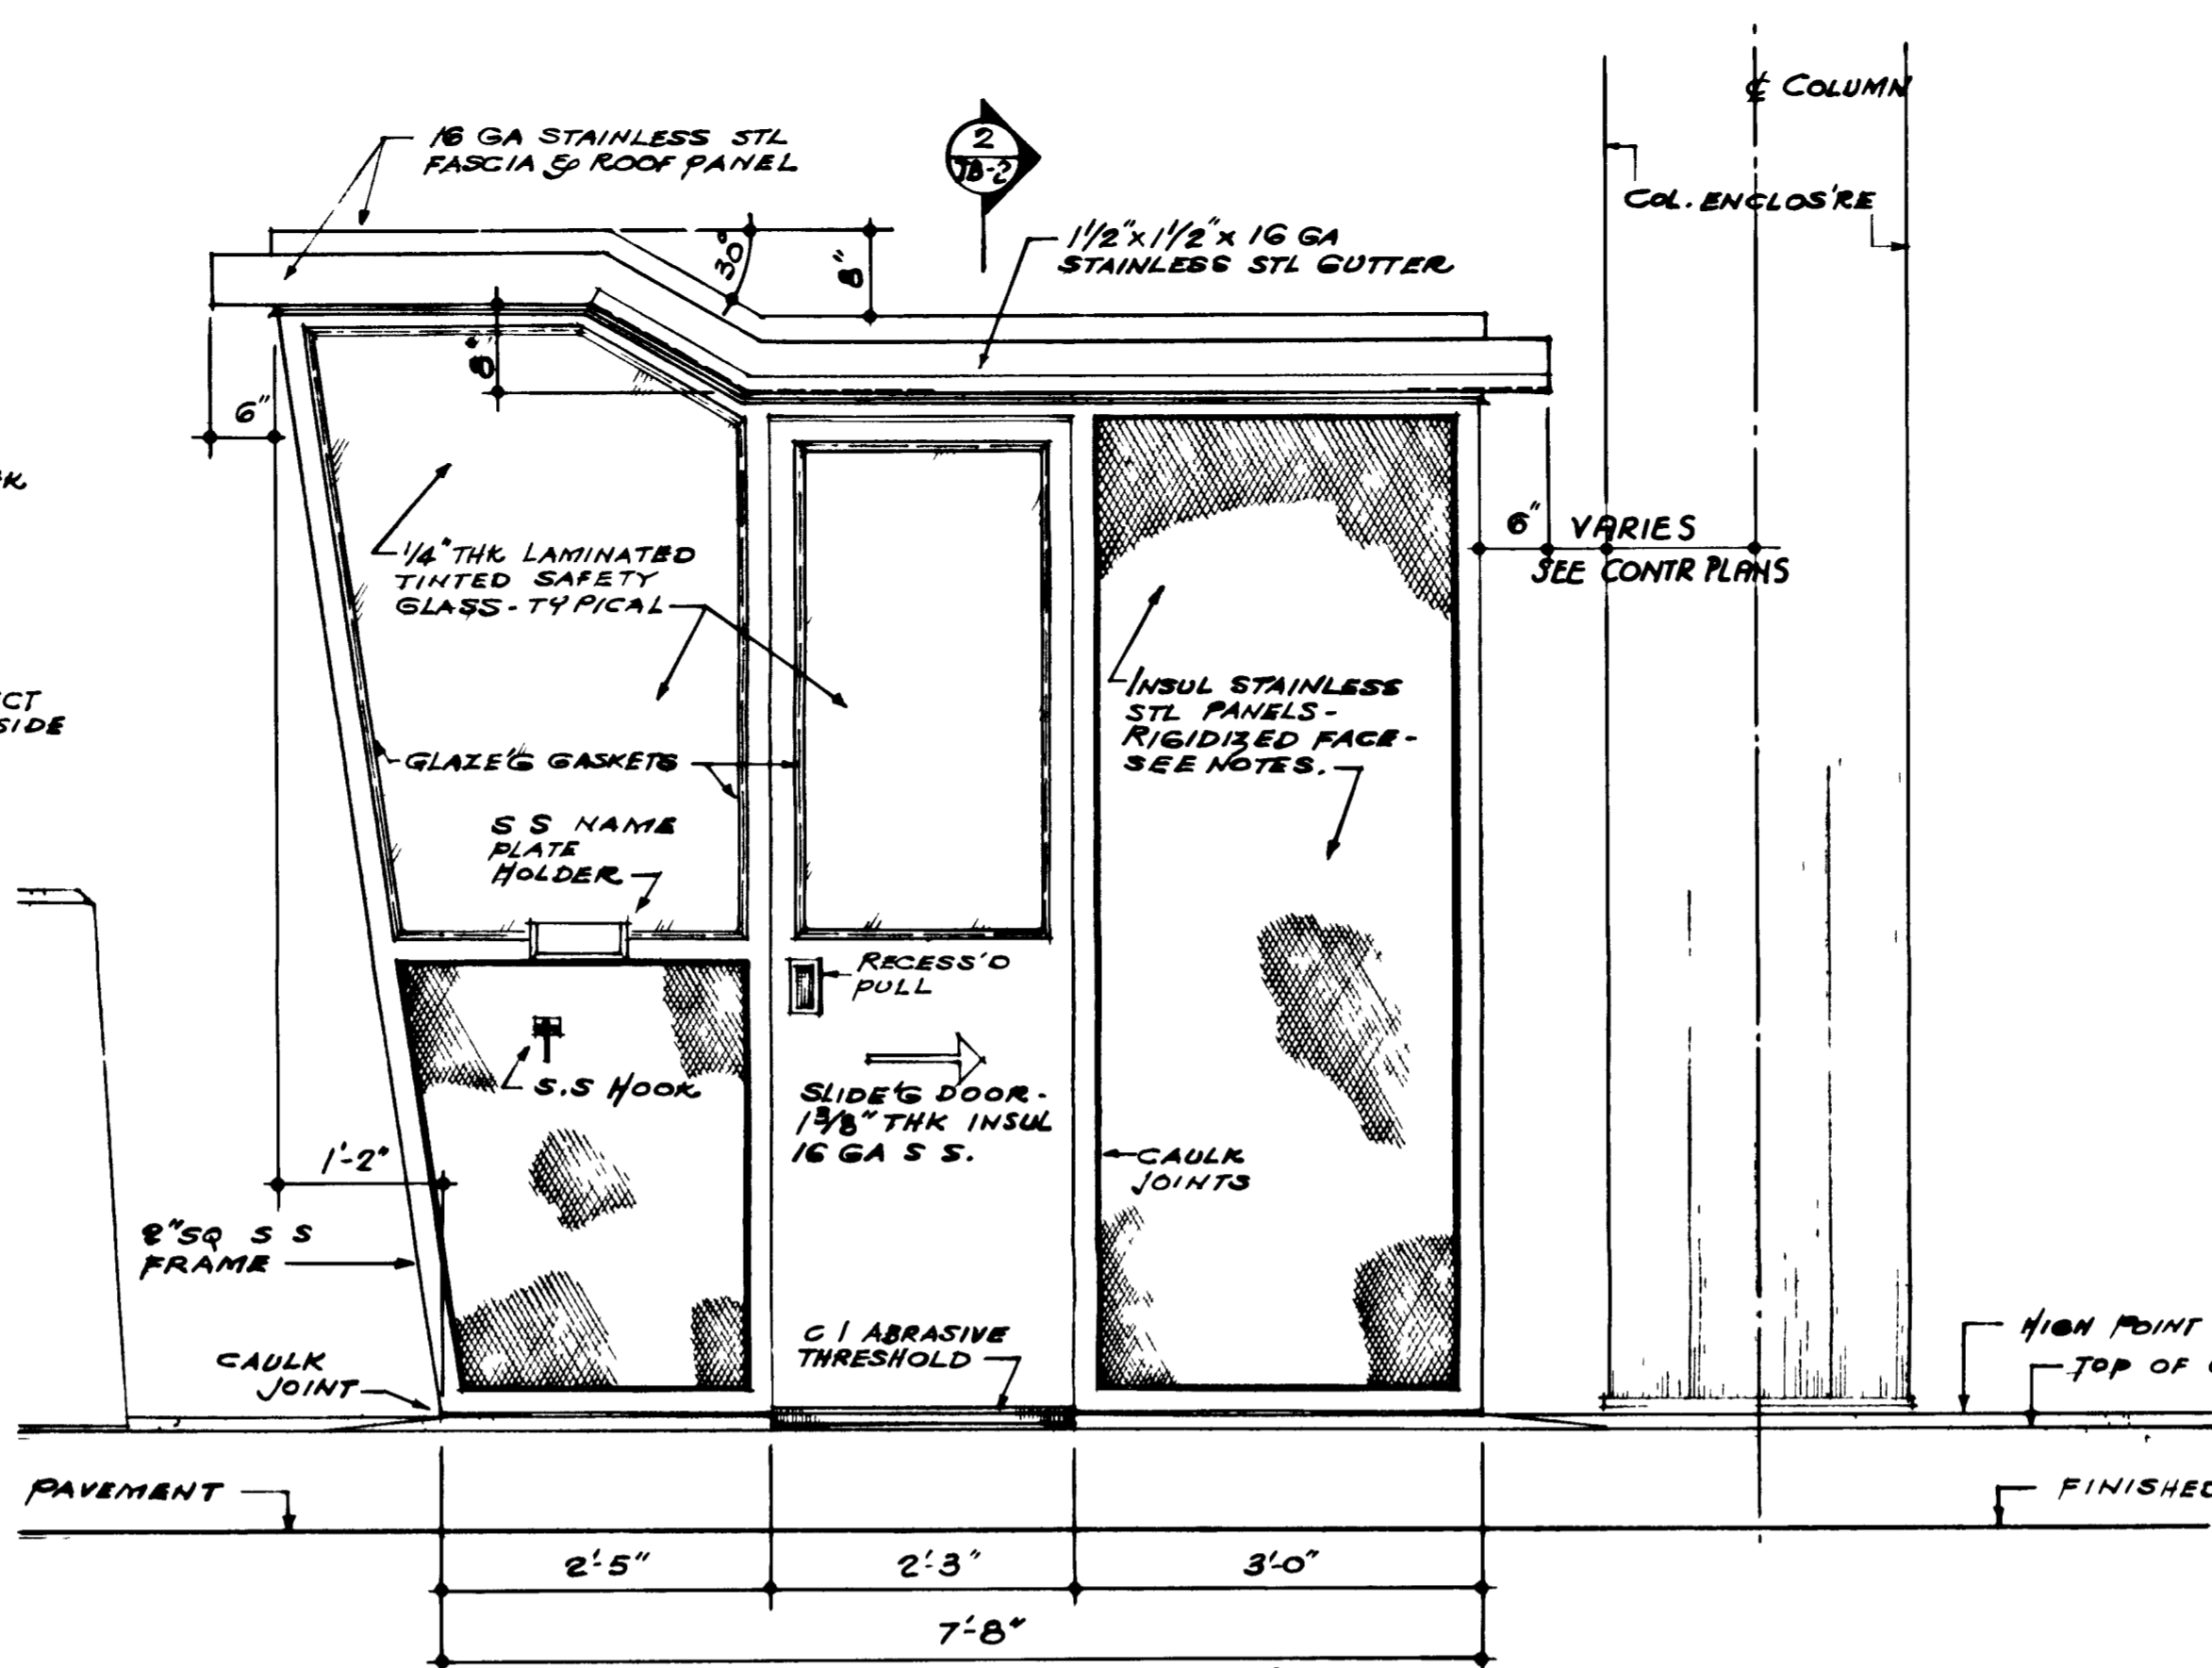 16 GA STAINLESS STL
FASCIA & ROOF PANEL
2
TB-2
℄ COLUMN
COL. ENCLOS'RE
1 1/2" x 1 1/2" x 16 GA
STAINLESS STL GUTTER
30°
8"
8"
6"
6"
VARIES
SEE CONTR PLANS
1/4" THK LAMINATED
TINTED SAFETY
GLASS - TYPICAL
INSUL STAINLESS
STL PANELS -
RIGIDIZED FACE -
SEE NOTES.
CT
SIDE
GLAZE'G GASKETS
S S NAME
PLATE
HOLDER
RECESS'D
PULL
S.S HOOK
SLIDE'G DOOR -
1 3/8" THK INSUL
16 GA S S.
CAULK
JOINTS
1'-2"
2" SQ S S
FRAME
C I ABRASIVE
THRESHOLD
CAULK
JOINT
HIGH POINT
TOP OF
PAVEMENT
FINISHED
2'-5"
2'-3"
3'-0"
7'-8"